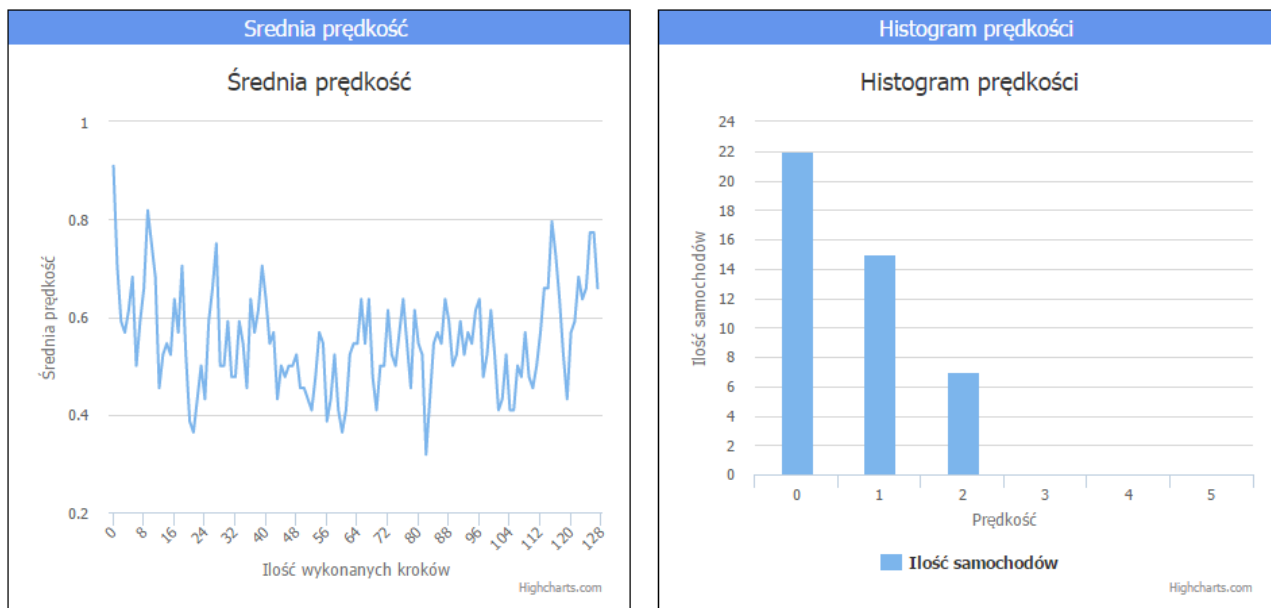 Srednia prędkość
Średnia prędkość
1
0.8
0.6
0.4
0.2
Średnia prędkość
0 8 16 24 32 40 48 56 64 72 80 88 96 104 112 120 128
Ilość wykonanych kroków
Highcharts.com
Histogram prędkości
Histogram prędkości
24
22
20
18
16
14
12
10
8
6
4
2
0
Ilość samochodów
0 1 2 3 4 5
Prędkość
Ilość samochodów
Highcharts.com